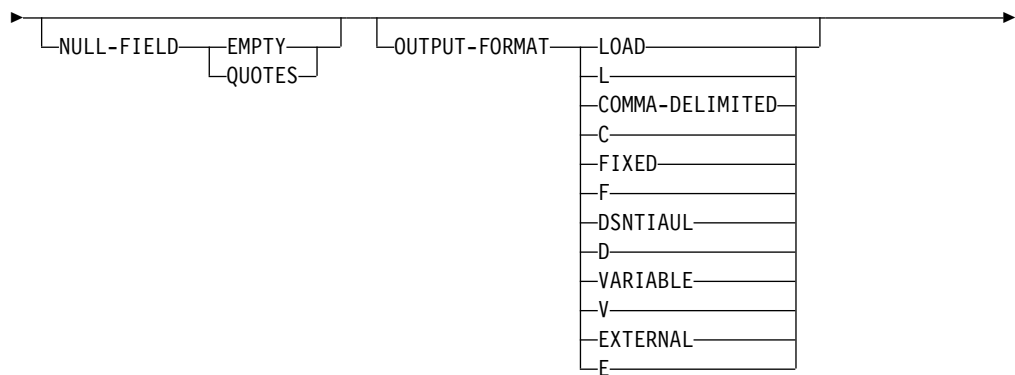 NULL-FIELD EMPTY OUTPUT-FORMAT LOAD
QUOTES L
COMMA-DELIMITED
C
FIXED
F
DSNTIAUL
D
VARIABLE
V
EXTERNAL
E